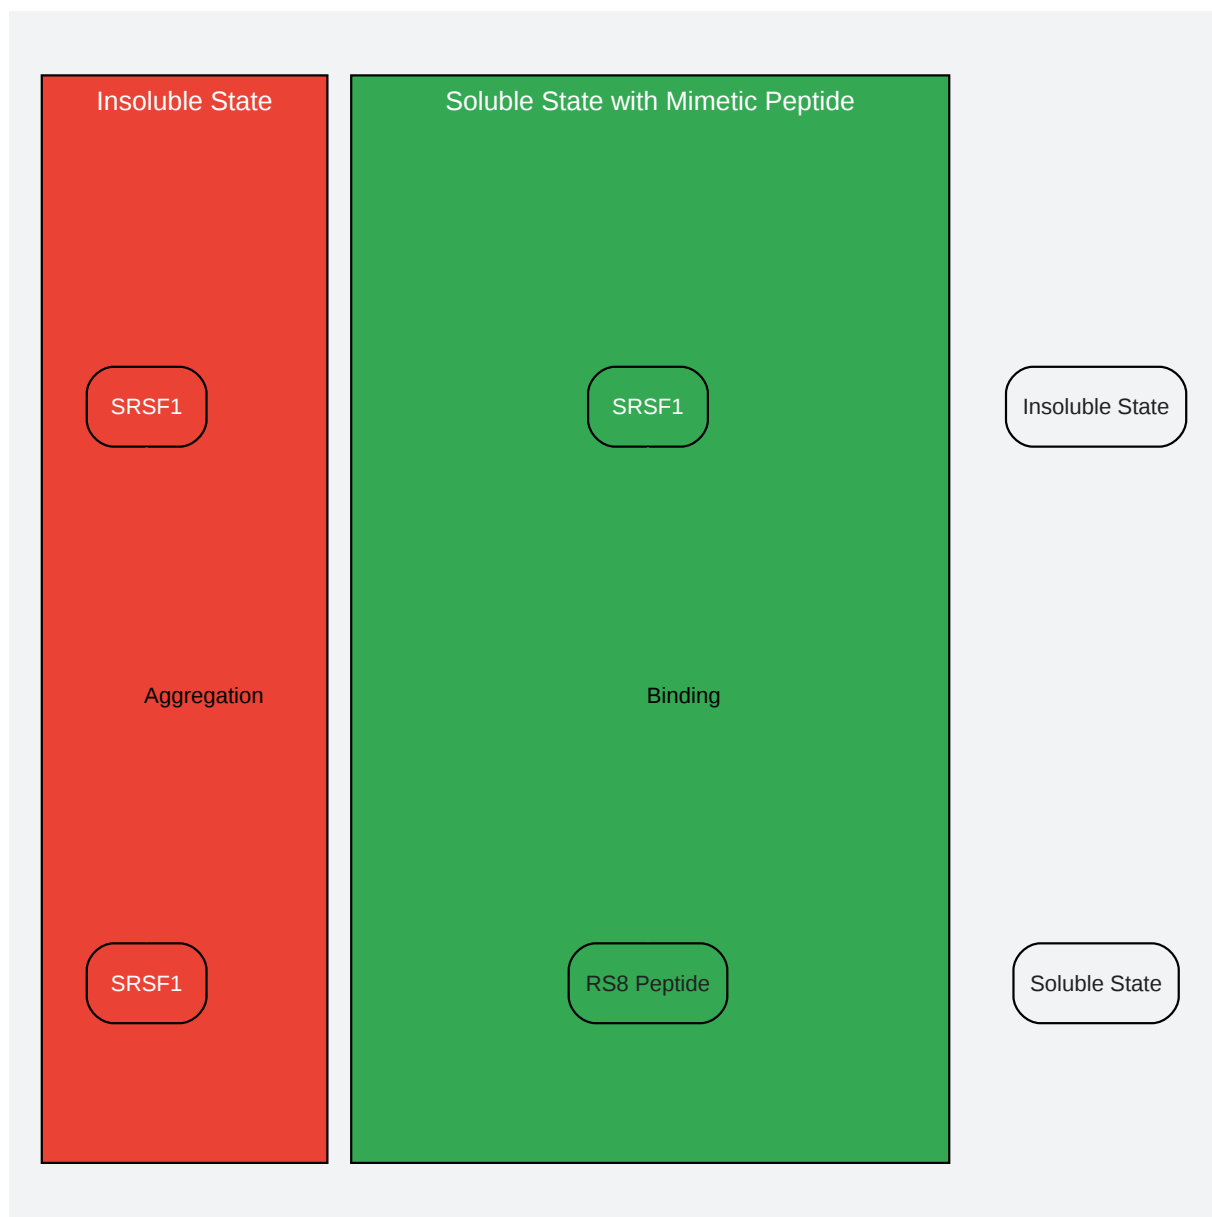 Insoluble State
Soluble State with Mimetic Peptide
SRSF1
SRSF1
Insoluble State
Aggregation
Binding
SRSF1
RS8 Peptide
Soluble State